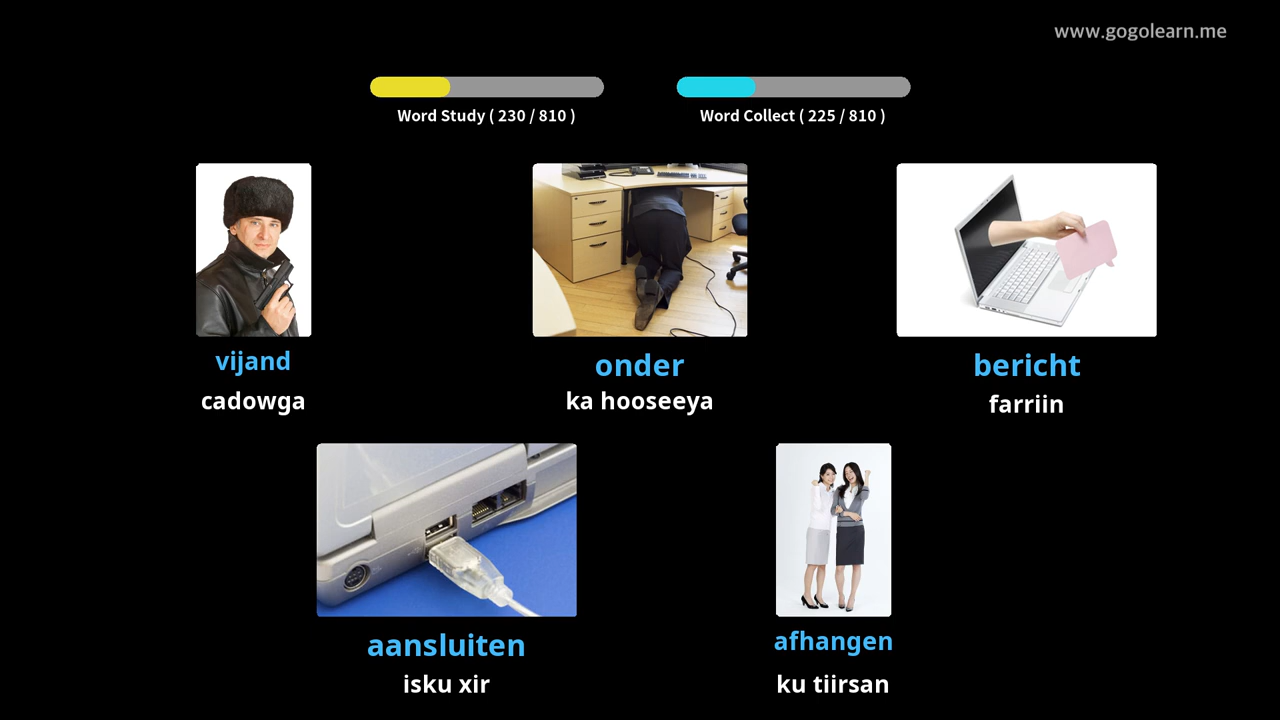 www.gogolearn.me
Word Study ( 230 / 810 )
Word Collect ( 225 / 810 )
vijand
cadowga
onder
ka hooseeya
bericht
farriin
aansluiten
isku xir
afhangen
ku tiirsan